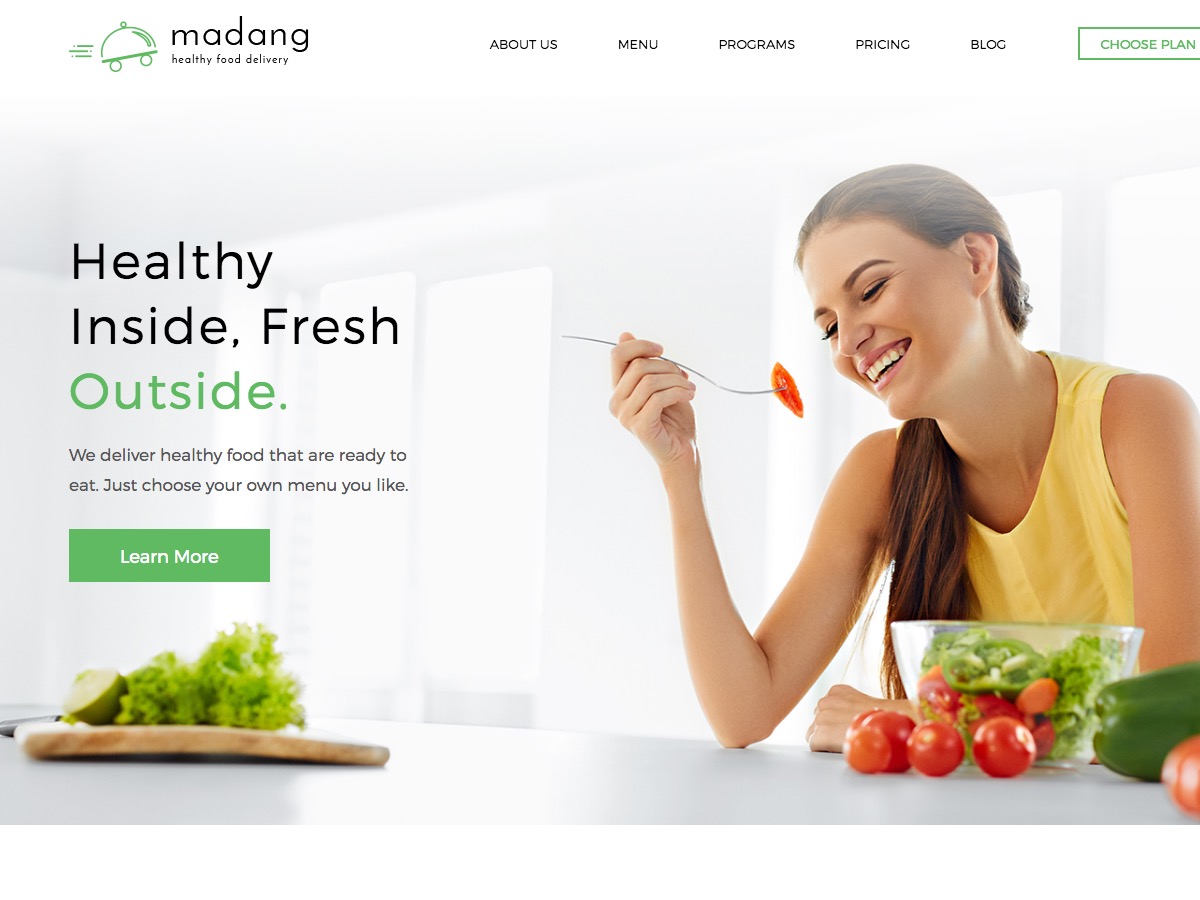 madang
healthy food delivery
ABOUT US
MENU
PROGRAMS
PRICING
BLOG
CHOOSE PLAN
Healthy
Inside, Fresh
Outside.
We deliver healthy food that are ready to
eat. Just choose your own menu you like.
Learn More